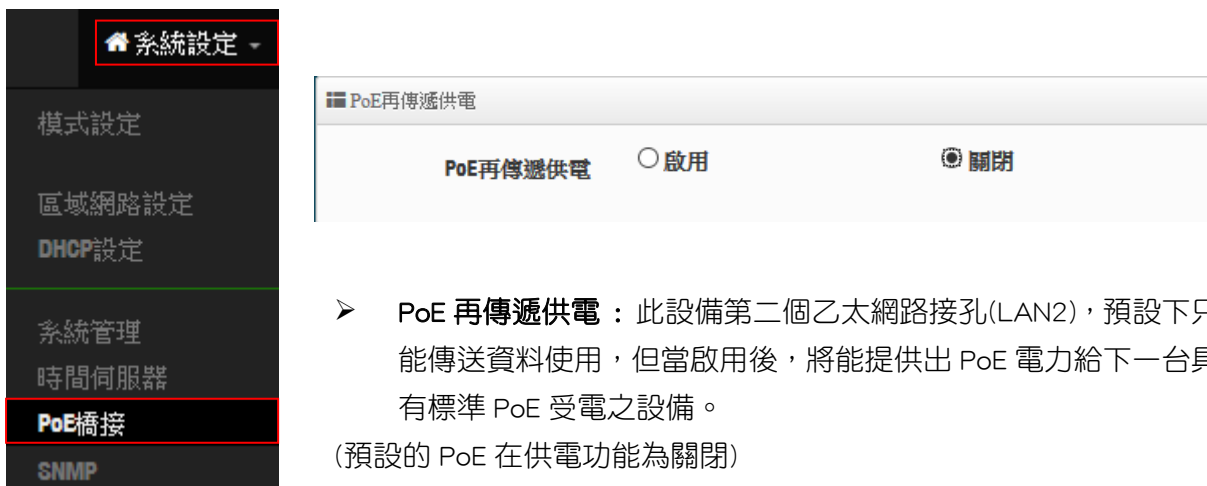 系統設定
模式設定
區域網路設定
DHCP設定
系統管理
時間伺服器
PoE橋接
SNMP
PoE再傳遞供電
PoE再傳遞供電 啟用 關閉
➢ PoE 再傳遞供電：此設備第二個乙太網路接孔(LAN2)，預設下只
能傳送資料使用，但當啟用後，將能提供出 PoE 電力給下一台具
有標準 PoE 受電之設備。
(預設的 PoE 在供電功能為關閉)